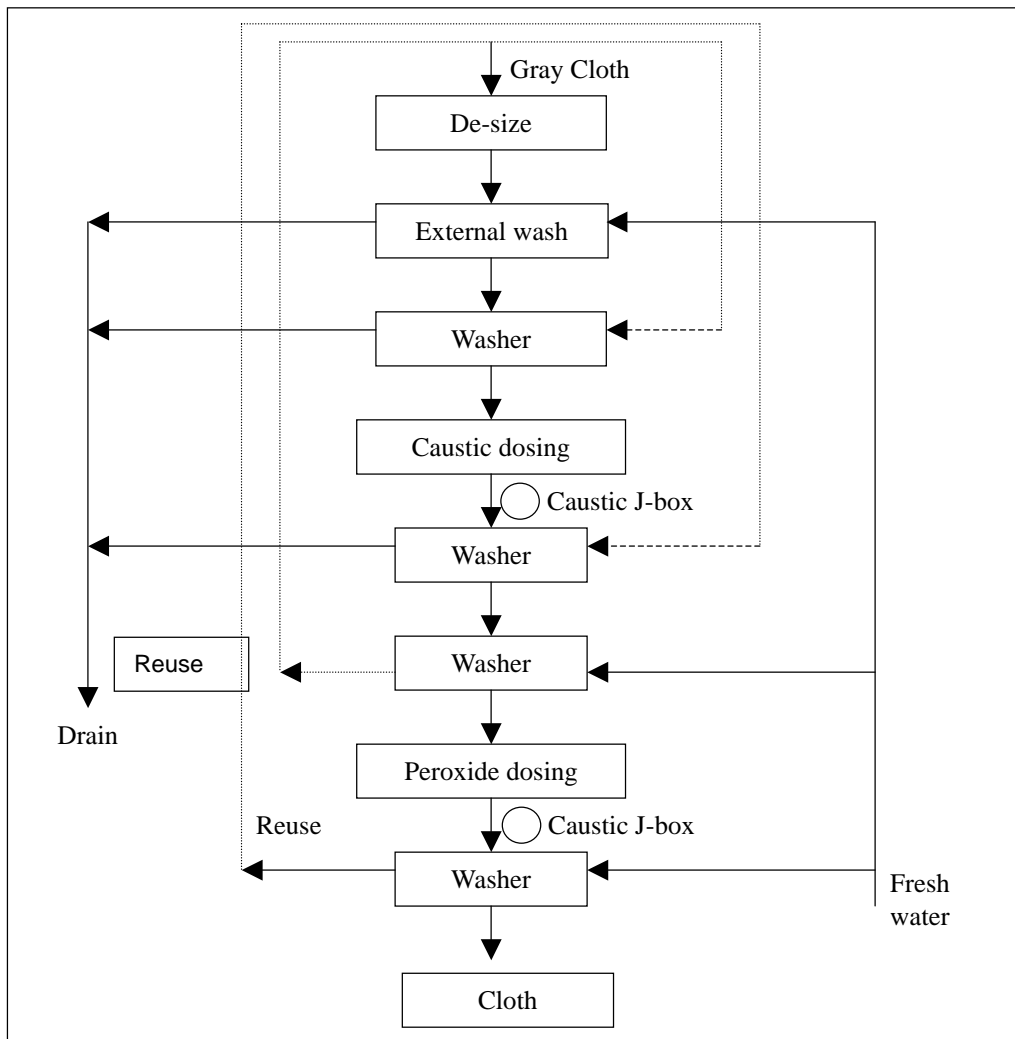 Gray Cloth
De-size
External wash
Washer
Caustic dosing
Caustic J-box
Washer
Washer
Reuse
Drain
Peroxide dosing
Caustic J-box
Reuse
Washer
Fresh
water
Cloth